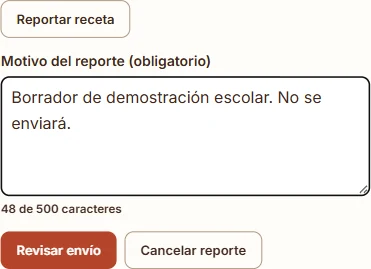 Reportar receta
Motivo del reporte (obligatorio)
Borrador de demostración escolar. No se
enviará.
48 de 500 caracteres
Revisar envío
Cancelar reporte